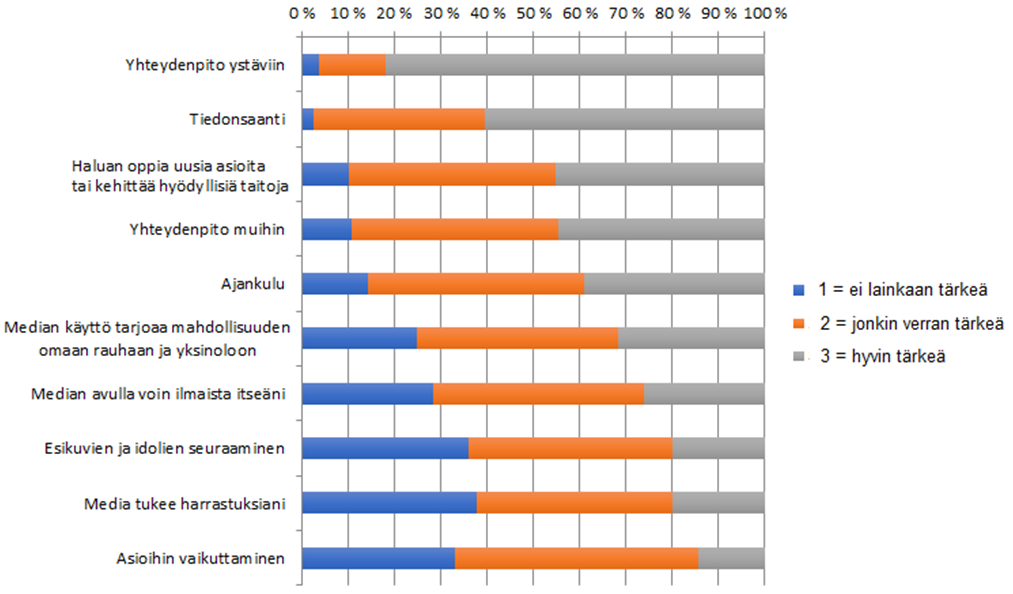 0 % 10 % 20 % 30 % 40 % 50 % 60 % 70 % 80 % 90 % 100 %
Yhteydenpito ystäviin
Tiedonsaanti
Haluan oppia uusia asioita
tai kehittää hyödyllisiä taitoja
Yhteydenpito muihin
Ajankulu
Median käyttö tarjoaa mahdollisuuden
omaan rauhaan ja yksinoloon
Median avulla voin ilmaista itseäni
Esikuvien ja idolien seuraaminen
Media tukee harrastuksiani
Asioihin vaikuttaminen
1 = ei lainkaan tärkeä
2 = jonkin verran tärkeä
3 = hyvin tärkeä